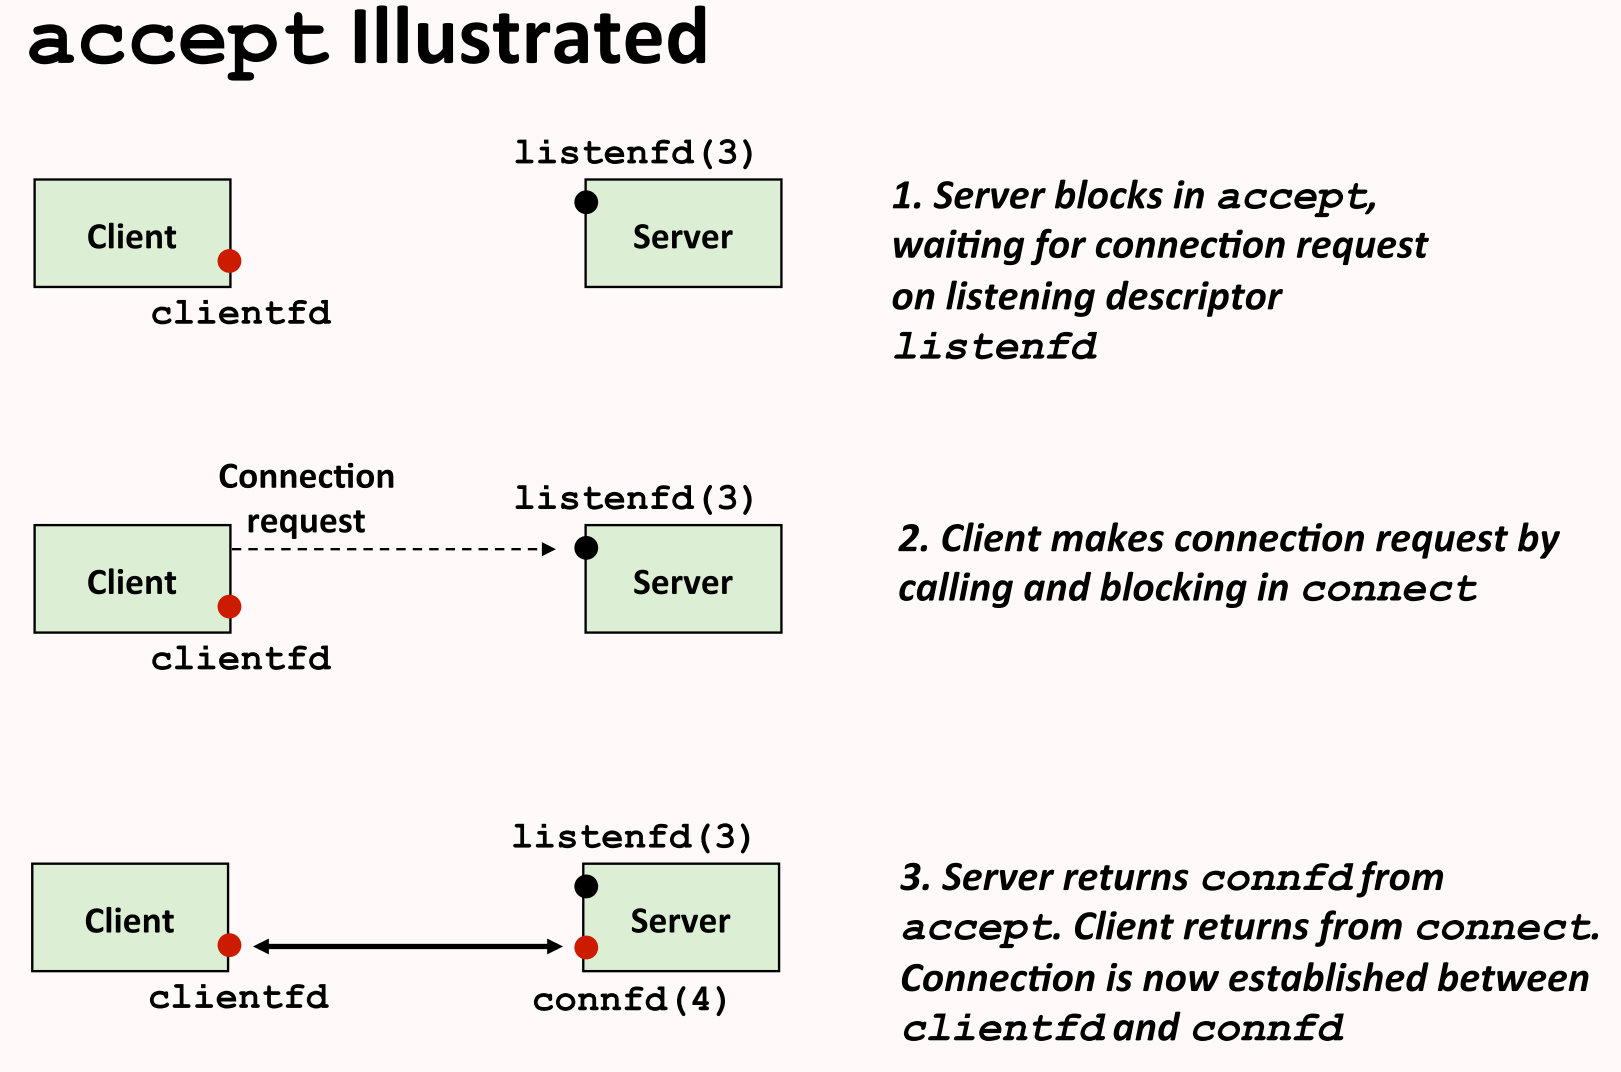 accept Illustrated
listenfd(3)
Client
Server
clientfd
1. Server blocks in accept,
waiting for connection request
on listening descriptor
listenfd
Connection
request
listenfd(3)
Client
Server
clientfd
2. Client makes connection request by
calling and blocking in connect
listenfd(3)
Client
Server
clientfd
connfd(4)
3. Server returns connfd from
accept. Client returns from connect.
Connection is now established between
clientfd and connfd